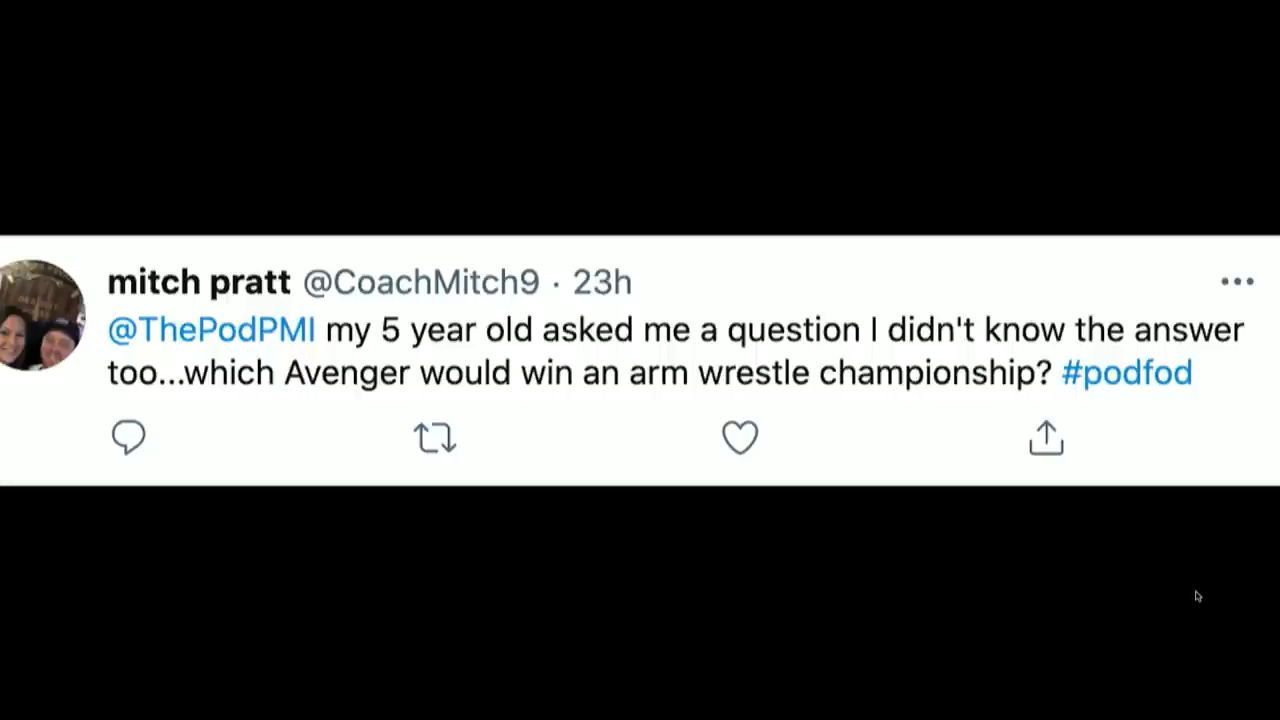 mitch pratt @CoachMitch9 · 23h
@ThePodPMI my 5 year old asked me a question I didn't know the answer
too...which Avenger would win an arm wrestle championship? #podfod